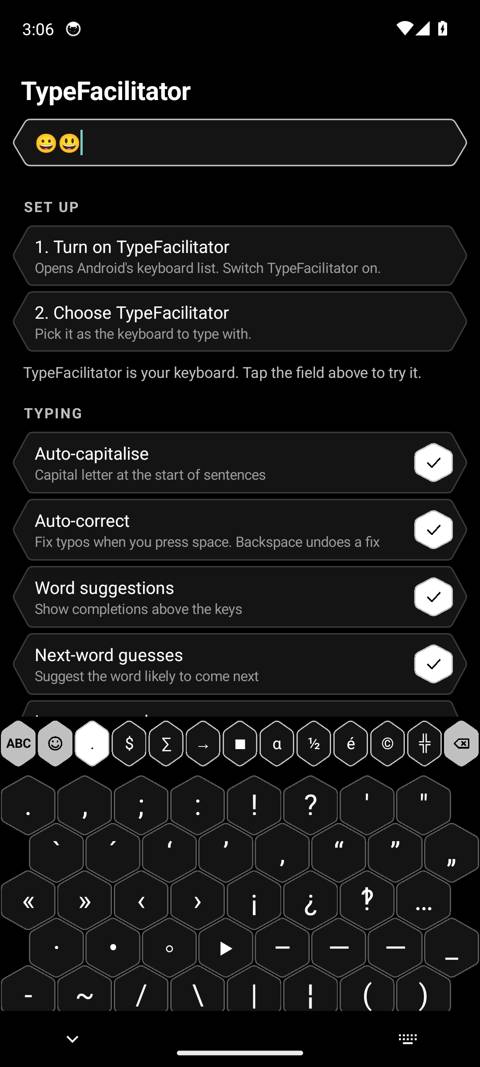 3:06
TypeFacilitator
😀😃
SET UP
1. Turn on TypeFacilitator
Opens Android's keyboard list. Switch TypeFacilitator on.
2. Choose TypeFacilitator
Pick it as the keyboard to type with.
TypeFacilitator is your keyboard. Tap the field above to try it.
TYPING
Auto-capitalise
Capital letter at the start of sentences
Auto-correct
Fix typos when you press space. Backspace undoes a fix
Word suggestions
Show completions above the keys
Next-word guesses
Suggest the word likely to come next
ABC ☺ . $ ∑ → ■ α ½ é © ╬ ⌫
. , ; : ! ? ' "
` ´ ‘ ’ ‚ “ ” „
« » ‹ › ¡ ¿ ‽ …
· • ◦ ‣ – — ― _
- ~ / \ | ¦ ( )